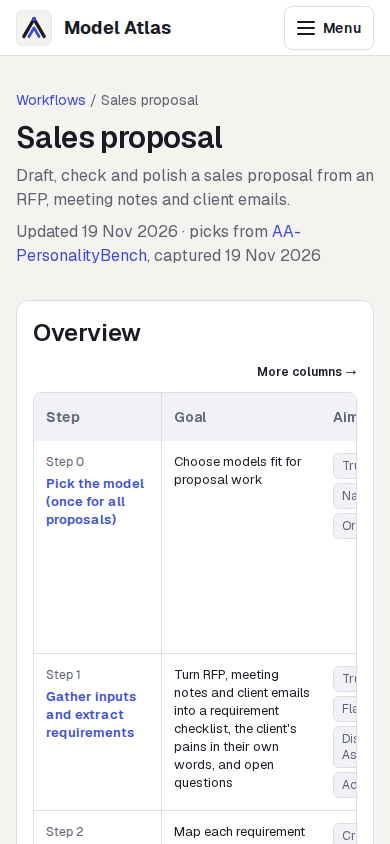 Model Atlas
Menu
Workflows / Sales proposal
Sales proposal
Draft, check and polish a sales proposal from an
RFP, meeting notes and client emails.
Updated 19 Nov 2026 · picks from AA-
PersonalityBench, captured 19 Nov 2026
Overview
More columns →
Step Goal Aim
Step 0
Pick the model
(once for all
proposals)
Choose models fit for
proposal work
Step 1
Gather inputs
and extract
requirements
Turn RFP, meeting
notes and client emails
into a requirement
checklist, the client's
pains in their own
words, and open
questions
Step 2
Map each requirement